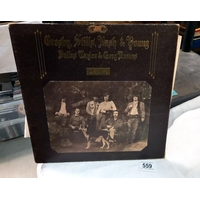 Crosby, Stills, Nash & Young
Dallas Taylor & Greg Reeves
559